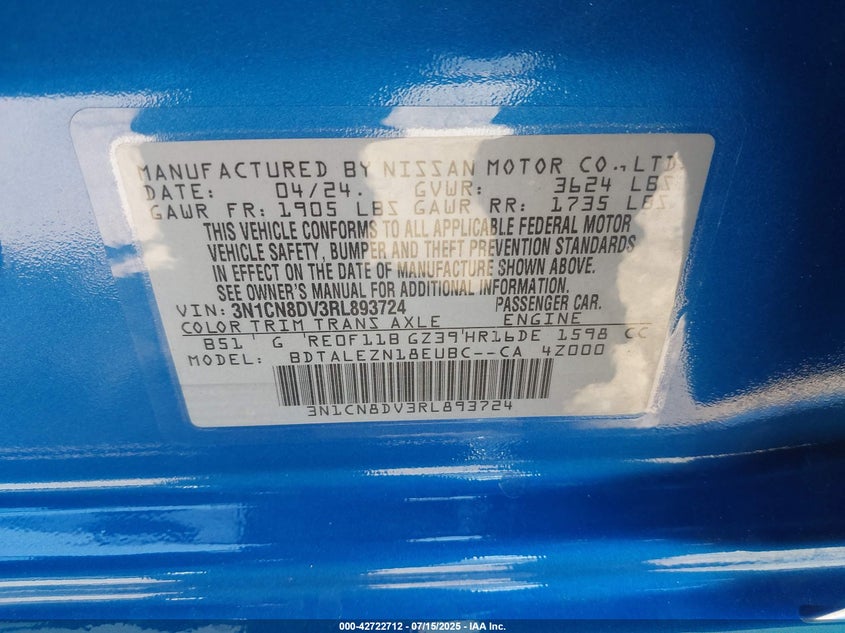 MANUFACTURED BY NISSAN MOTOR CO.,LTD.
DATE: 04/24. GVWR: 3624 LBS
GAWR FR: 1905 LBS GAWR RR: 1735 LBS
THIS VEHICLE CONFORMS TO ALL APPLICABLE FEDERAL MOTOR
VEHICLE SAFETY, BUMPER AND THEFT PREVENTION STANDARDS
IN EFFECT ON THE DATE OF MANUFACTURE SHOWN ABOVE.
SEE OWNER'S MANUAL FOR ADDITIONAL INFORMATION.
VIN: 3N1CN8DV3RL893724 PASSENGER CAR.
COLOR TRIM TRANS AXLE ENGINE
B51 G RE0F11B GZ39 HR16DE 1598 CC
MODEL: BDTALEZN18EUBC--CA 4Z000
3N1CN8DV3RL893724
000-42722712 - 07/15/2025 - IAA Inc.